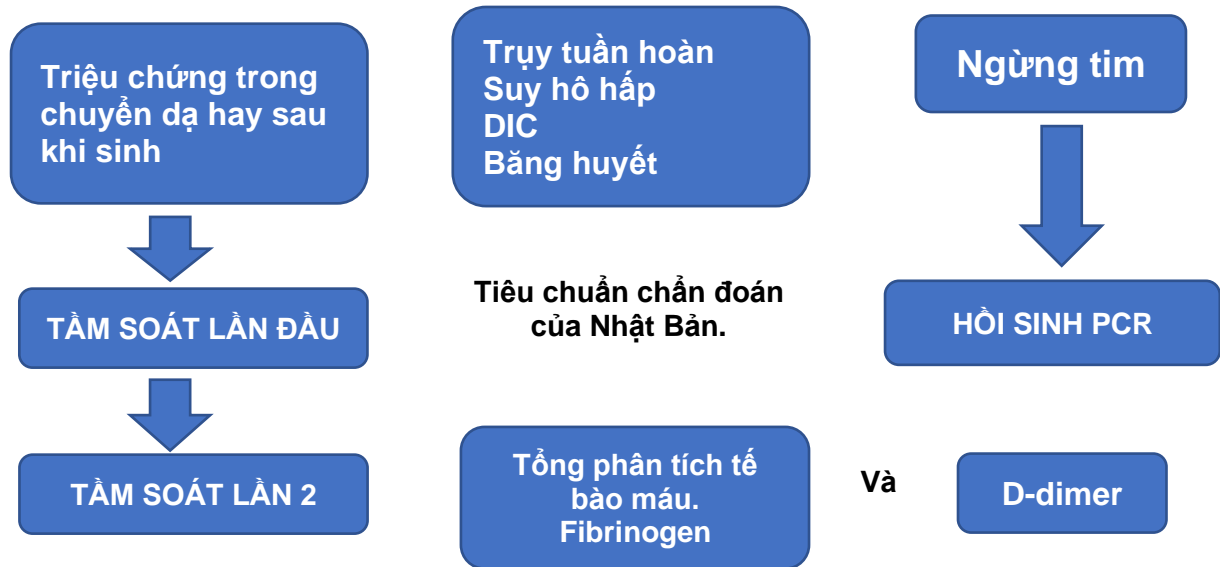 Triệu chứng trong
chuyển dạ hay sau
khi sinh
Trụy tuần hoàn
Suy hô hấp
DIC
Băng huyết
Ngừng tim
TẦM SOÁT LẦN ĐẦU
Tiêu chuẩn chẩn đoán
của Nhật Bản.
HỒI SINH PCR
TẦM SOÁT LẦN 2
Tổng phân tích tế
bào máu.
Fibrinogen
Và
D-dimer